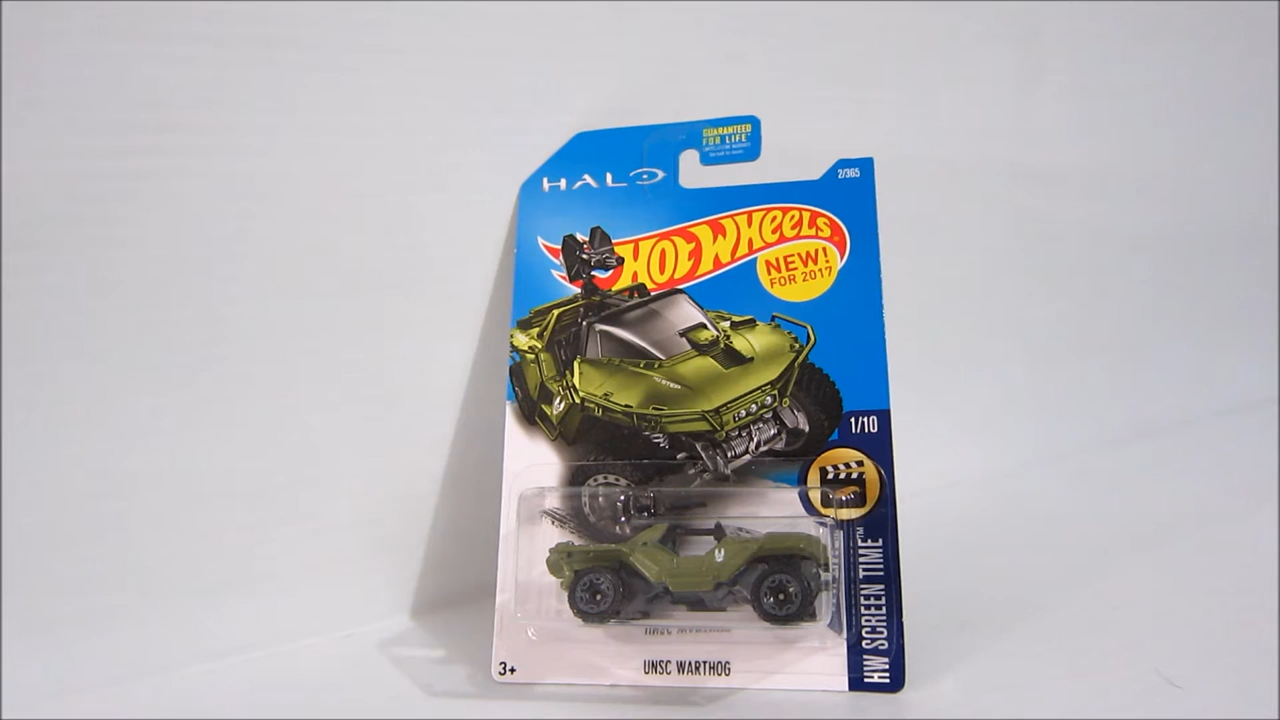 GUARANTEED
FOR LIFE
HALO
2/365
HOT WHEELS
NEW!
FOR 2017
1/10
HW SCREEN TIME™
UNSC WARTHOG
3+